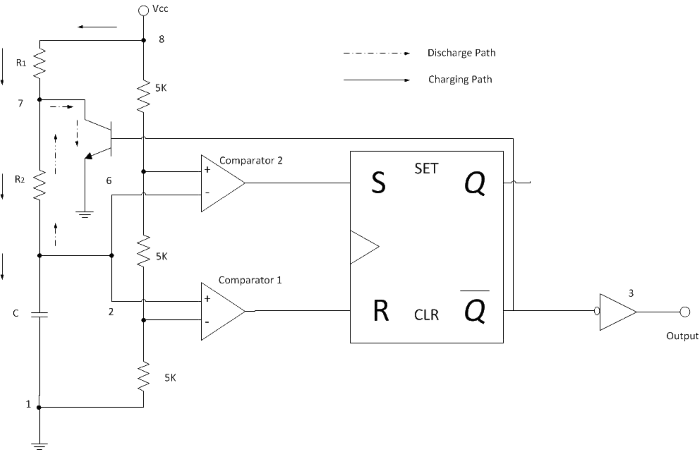 Vcc
8
Discharge Path
R1
5K
Charging Path
7
Comparator 2
SET
+
S
Q
R2
6
-
5K
Comparator 1
3
+
C
2
R
CLR
Q
-
Output
5K
1